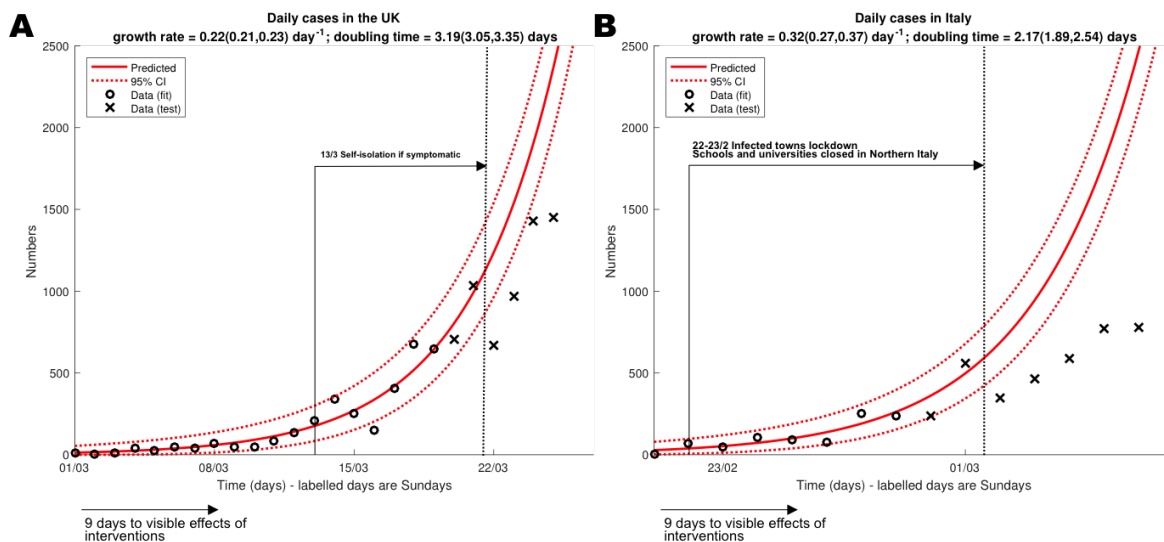 A
Daily cases in the UK
growth rate = 0.22(0.21,0.23) day⁻¹; doubling time = 3.19(3.05,3.35) days
2500
2000
1500
1000
500
0
Numbers
Predicted
95% CI
Data (fit)
Data (test)
13/3 Self-isolation if symptomatic
01/03
08/03
15/03
22/03
Time (days) - labelled days are Sundays
9 days to visible effects of
interventions
B
Daily cases in Italy
growth rate = 0.32(0.27,0.37) day⁻¹; doubling time = 2.17(1.89,2.54) days
2500
2000
1500
1000
500
0
Numbers
Predicted
95% CI
Data (fit)
Data (test)
22-23/2 Infected towns lockdown
Schools and universities closed in Northern Italy
23/02
01/03
Time (days) - labelled days are Sundays
9 days to visible effects of
interventions